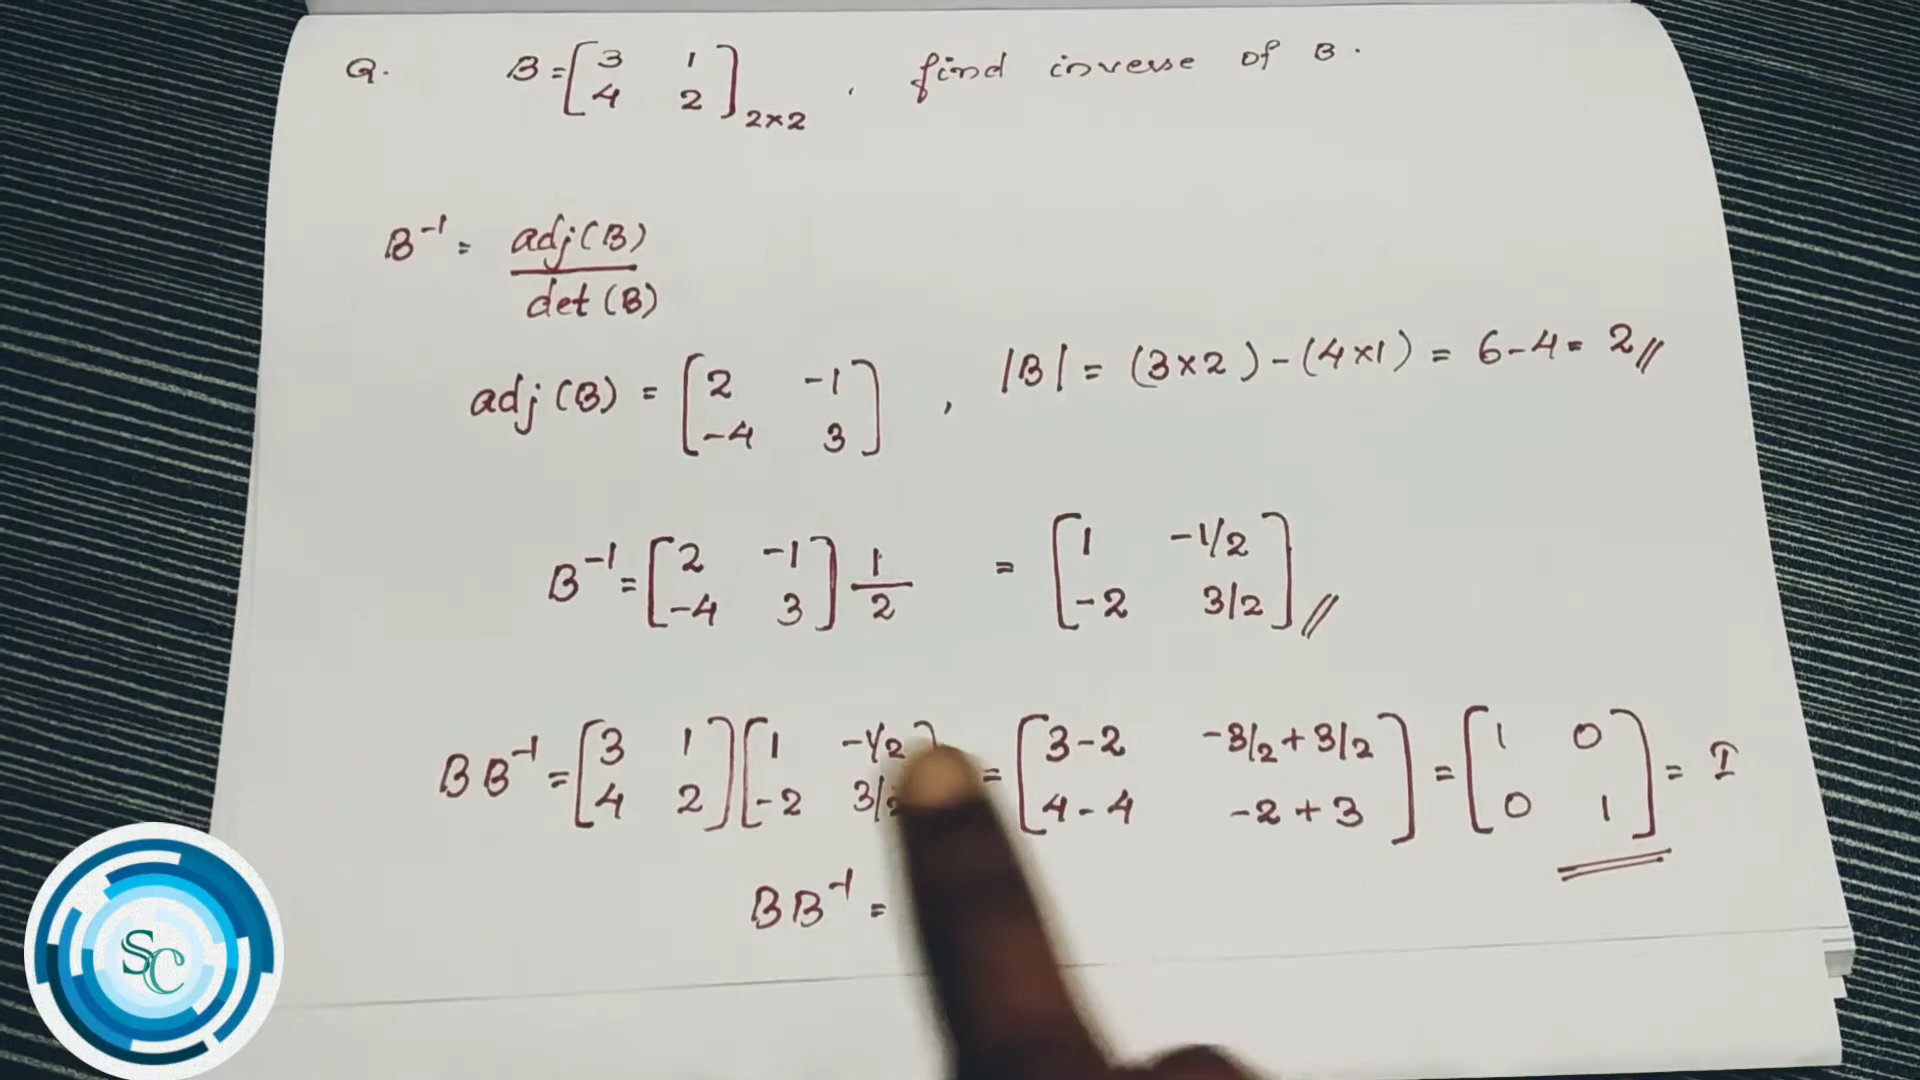 Q. B = [3 1 4 2] 2×2 , find inverse of B.
B⁻¹ = adj(B) / det(B)
adj(B) = [2 -1 -4 3] , |B| = (3×2) - (4×1) = 6-4 = 2 //
B⁻¹ = [2 -1 -4 3] 1/2 = [1 -1/2 -2 3/2] //
BB⁻¹ = [3 1 4 2] [1 -1/2 -2 3/2] = [3-2 -3/2+3/2 4-4 -2+3] = [1 0 0 1] = I
BB⁻¹ =
SC